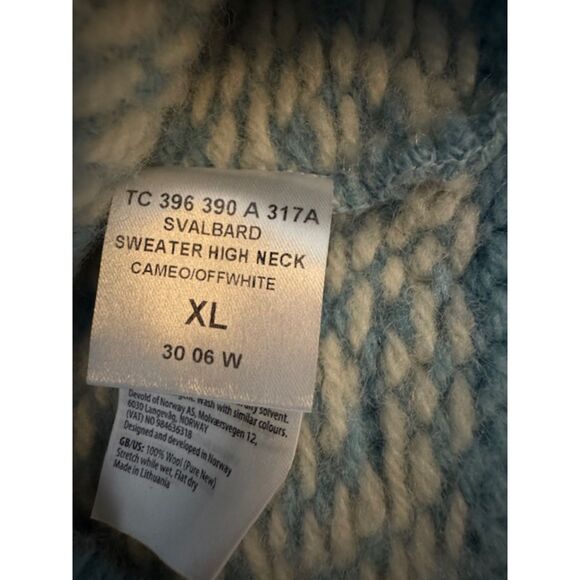 TC 396 390 A 317A
SVALBARD
SWEATER HIGH NECK
CAMEO/OFFWHITE
XL
30 06 W
solvent.
Wash with similar colours.
Devold of Norway AS, Molværsvegen 12,
6030 Langevåg, NORWAY
(VAT) NO 984636318
Designed and developed in Norway
GB/US: 100% Wool (Pure New)
Stretch while wet, Flat dry
Made in Lithuania